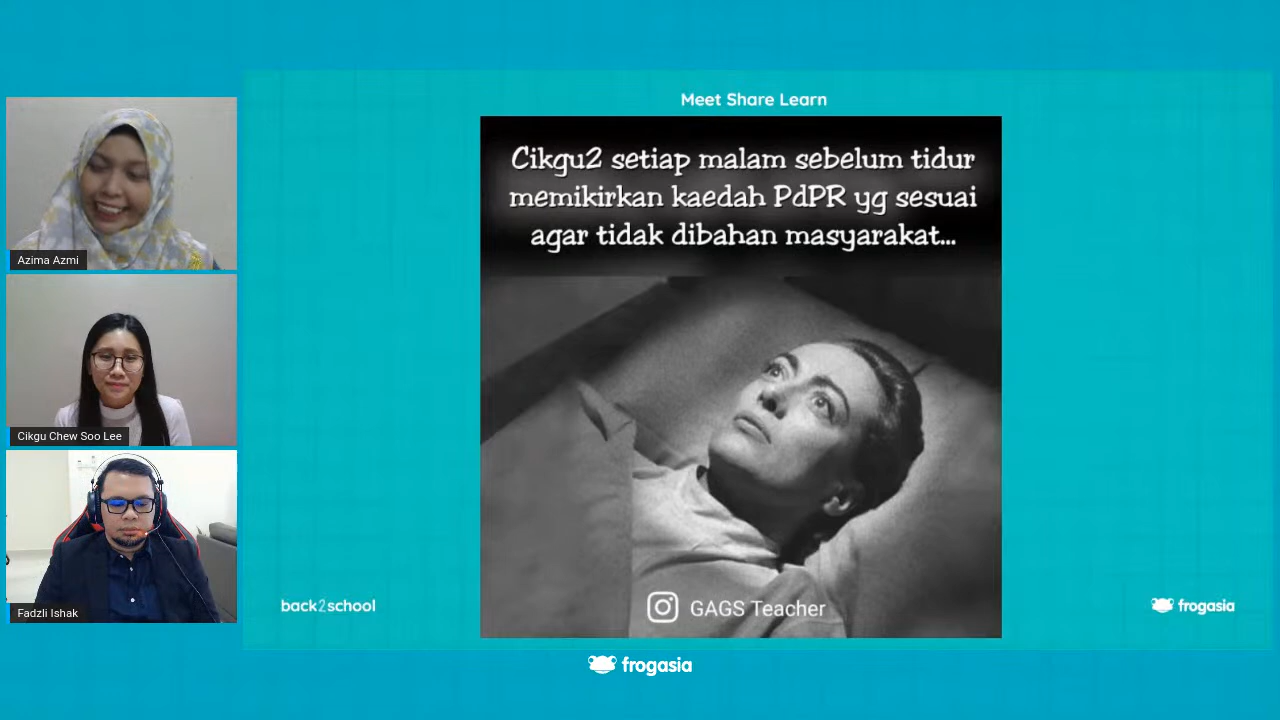 Meet Share Learn
Cikgu2 setiap malam sebelum tidur
memikirkan kaedah PdPR yg sesuai
agar tidak dibahan masyarakat...
GAGS Teacher
Azima Azmi
Cikgu Chew Soo Lee
Fadzli Ishak
back2school
frogasia
frogasia